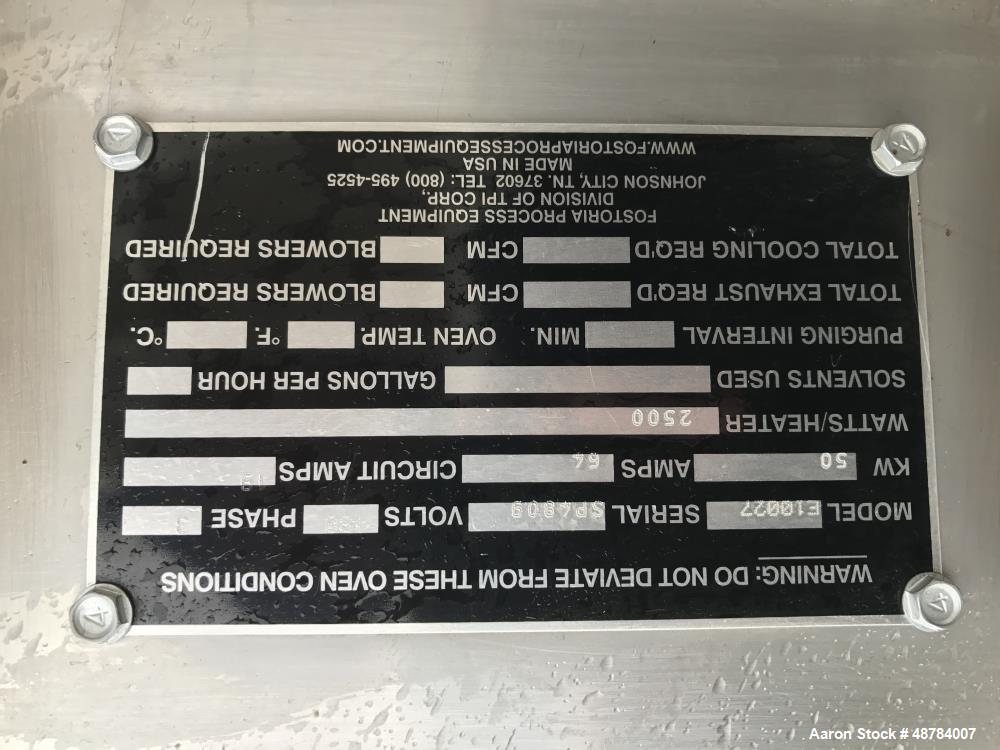 WARNING: DO NOT DEVIATE FROM THESE OVEN CONDITIONS
MODEL E10027 SERIAL VOLTS PHASE
KW 50 AMPS CIRCUIT AMPS
WATTS/HEATER 2500
SOLVENTS USED GALLONS PER HOUR
PURGING INTERVAL MIN. OVEN TEMP. °F. °C.
TOTAL EXHAUST REQ'D CFM BLOWERS REQUIRED
TOTAL COOLING REQ'D CFM BLOWERS REQUIRED
FOSTORIA PROCESS EQUIPMENT
DIVISION OF TPI CORP.
JOHNSON CITY, TN. 37602 TEL: (800) 495-4525
MADE IN USA
WWW.FOSTORIAPROCESSEQUIPMENT.COM
Aaron Stock # 48784007